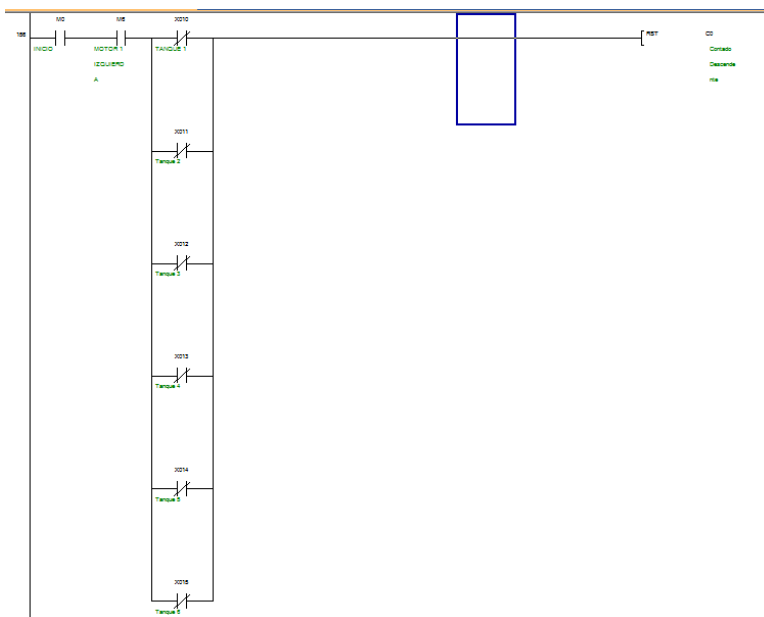 M0 M6 X010
RST C0
INICIO MOTOR 1 TANQUE 1
Contado
IZQUIERD
Descende
A
nte
X011
Tanque 2
X012
Tanque 3
X013
Tanque 4
X014
Tanque 5
X015
Tanque 6